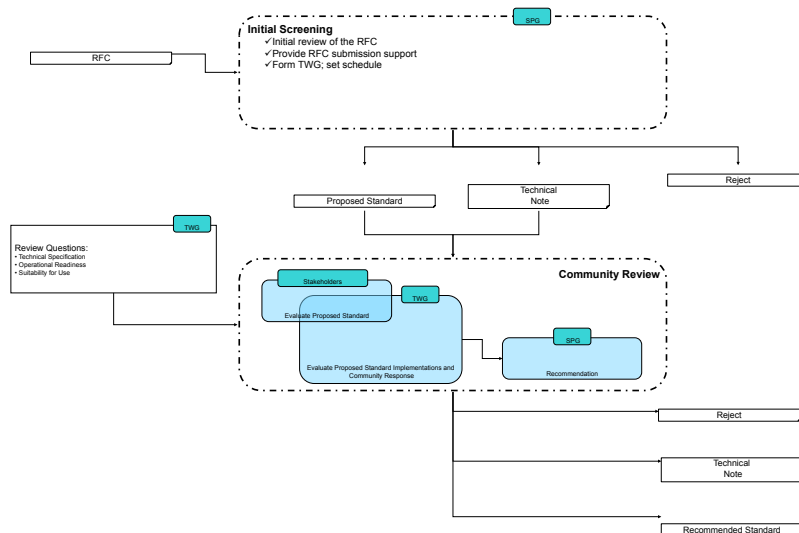 SPG
Initial Screening
✓Initial review of the RFC
✓Provide RFC submission support
✓Form TWG; set schedule
RFC
Reject
Proposed Standard
Technical
Note
TWG
Review Questions:
• Technical Specification
• Operational Readiness
• Suitability for Use
Community Review
Stakeholders
Evaluate Proposed Standard
TWG
Evaluate Proposed Standard Implementations and
Community Response
SPG
Recommendation
Reject
Technical
Note
Recommended Standard